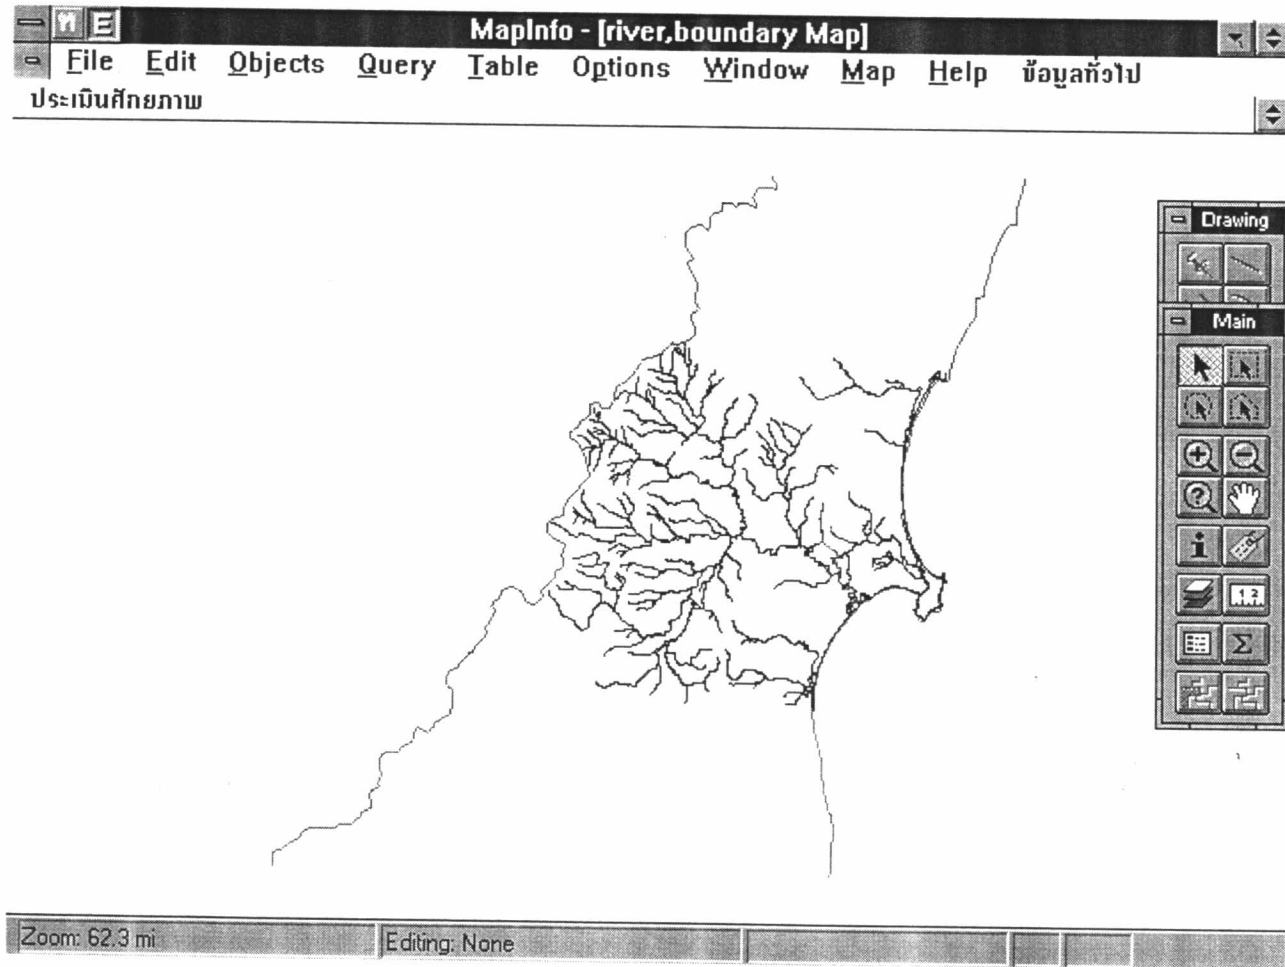 ก E MapInfo - [river,boundary Map]
File Edit Objects Query Table Options Window Map Help ข้อมูลทั่วไป
ประเมินศักยภาพ
Drawing
Main
Zoom: 62.3 mi Editing: None